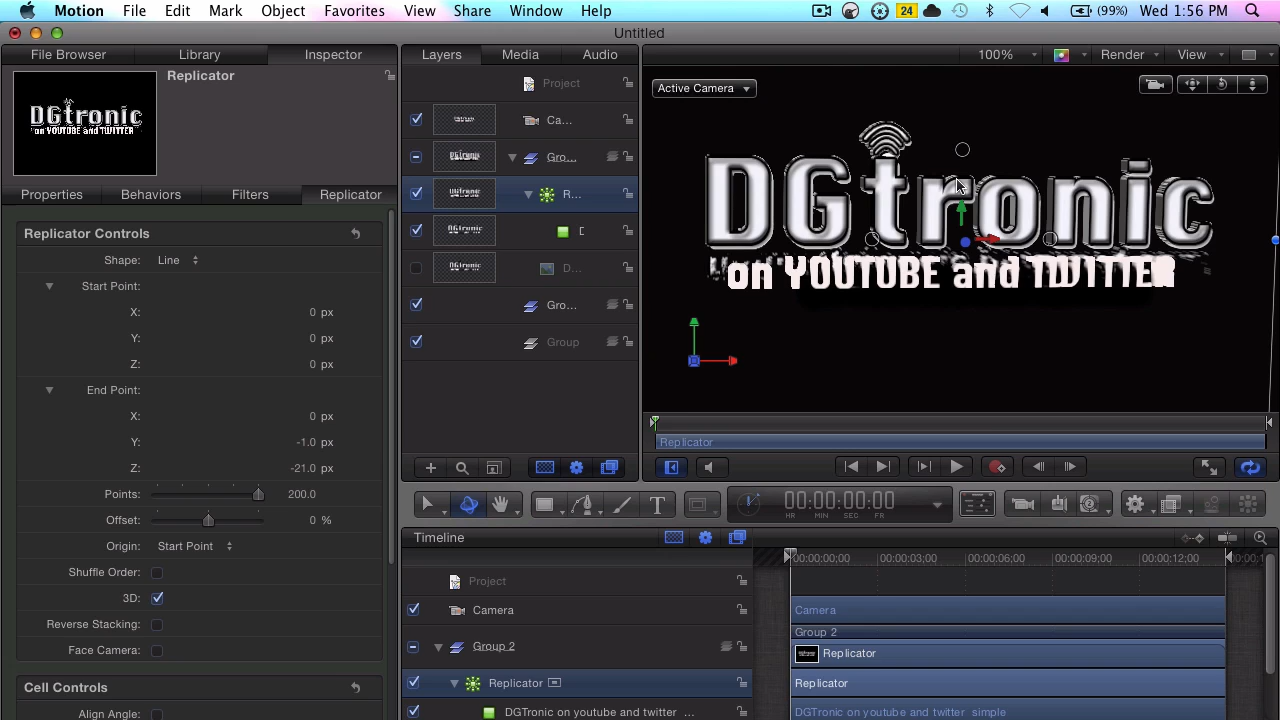 Motion File Edit Mark Object Favorites View Share Window Help 24 (99%) Wed 1:56 PM
Untitled
File Browser Library Inspector Layers Media Audio 100% Render View
Replicator
DGtronic
on YOUTUBE and TWITTER
Project
Active Camera
Ca...
Gro...
R...
D...
Gro...
Group
DGtronic
on YOUTUBE and TWITTER
Properties Behaviors Filters Replicator
Replicator Controls
Shape: Line
Start Point:
X: 0 px
Y: 0 px
Z: 0 px
End Point:
X: 0 px
Y: -1.0 px
Z: -21.0 px
Points: 200.0
Offset: 0 %
Origin: Start Point
Shuffle Order:
3D:
Reverse Stacking:
Face Camera:
Cell Controls
Align Angle:
Replicator
T 00:00:00:00
HR MIN SEC FR
Timeline
00:00:00;00 00:00:03;00 00:00:06;00 00:00:09;00 00:00:12;00
Project
Camera Camera
Group 2
Group 2 Replicator
Replicator Replicator
DGTronic on youtube and twitter ... DGTronic on youtube and twitter simple